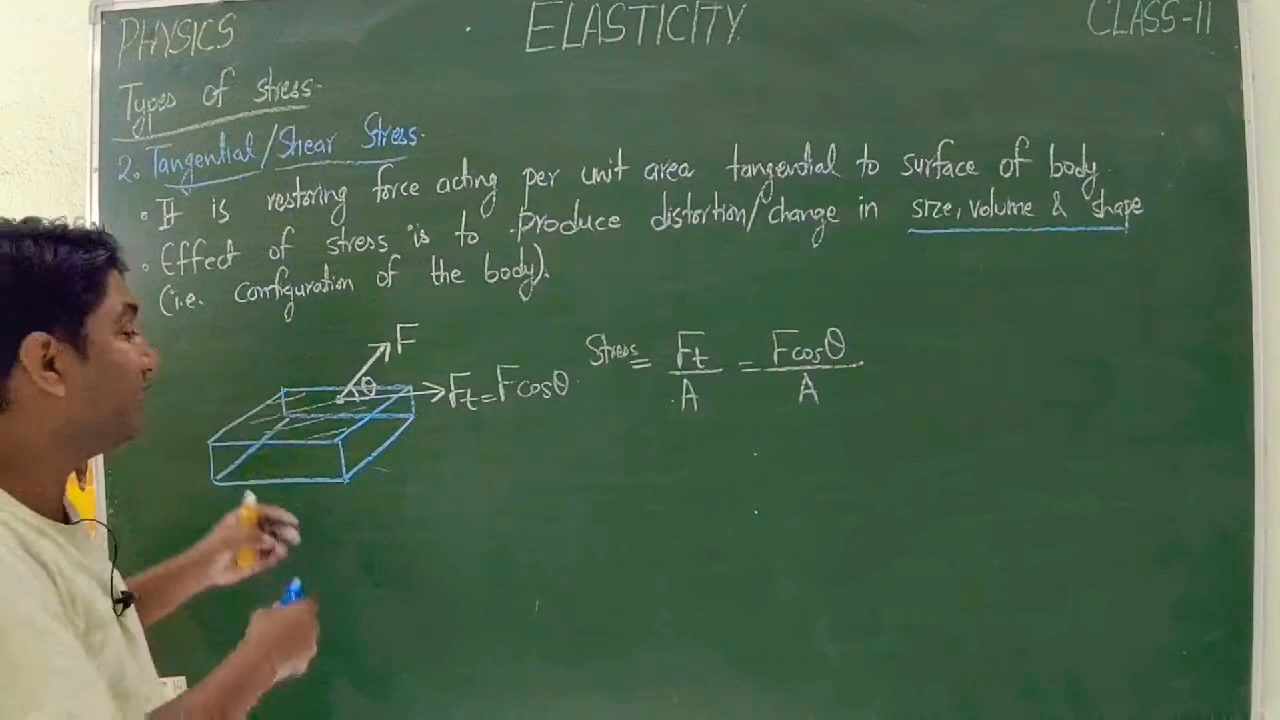 PHYSICS ELASTICITY CLASS-11
Types of stress
2. Tangential/Shear Stress.
• It is restoring force acting per unit area tangential to surface of body.
• Effect of stress is to produce distortion/change in size, volume & shape
(i.e. configuration of the body).
F
θ
Ft = Fcosθ
Stress = Ft/A = Fcosθ/A